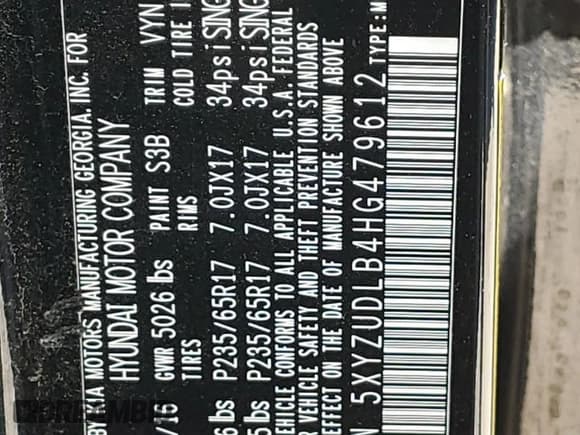 BY KIA MOTORS MANUFACTURING GEORGIA, INC. FOR
HYUNDAI MOTOR COMPANY
/16 GVWR 5026 lbs PAINT S3B TRIM VYN
TIRES RIMS COLD TIRE
6 lbs P235/65R17 7.0JX17 34psi SING
5 lbs P235/65R17 7.0JX17 34psi SING
VEHICLE CONFORMS TO ALL APPLICABLE U.S.A. FEDERAL
R VEHICLE SAFETY AND THEFT PREVENTION STANDARDS
EFFECT ON THE DATE OF MANUFACTURE SHOWN ABOVE
N 5XYZUDLB4HG479612 TYPE:M